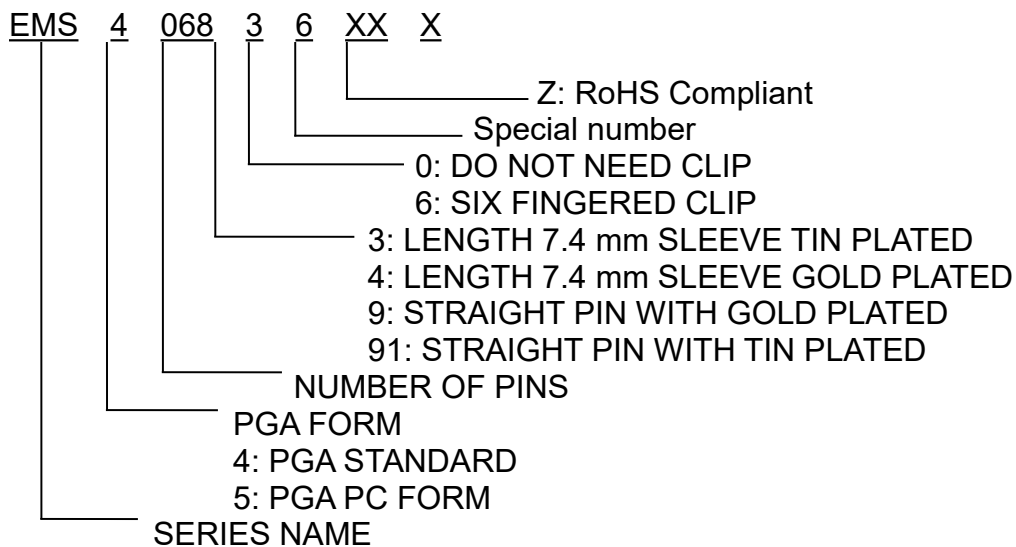 EMS 4 068 3 6 XX X
Z: RoHS Compliant
Special number
0: DO NOT NEED CLIP
6: SIX FINGERED CLIP
3: LENGTH 7.4 mm SLEEVE TIN PLATED
4: LENGTH 7.4 mm SLEEVE GOLD PLATED
9: STRAIGHT PIN WITH GOLD PLATED
91: STRAIGHT PIN WITH TIN PLATED
NUMBER OF PINS
PGA FORM
4: PGA STANDARD
5: PGA PC FORM
SERIES NAME